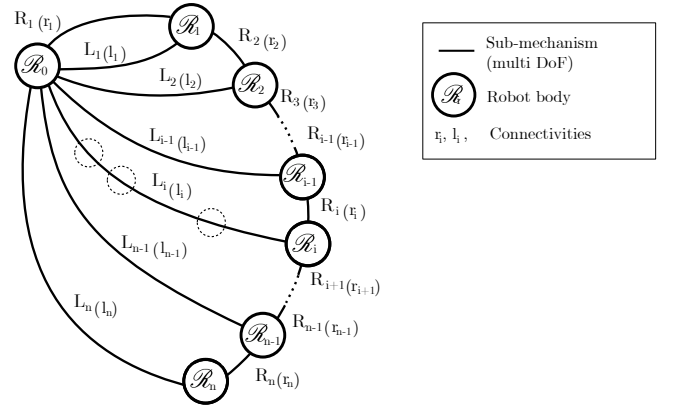 R₁(r₁)
ℛ₁
R₂(r₂)
L₁(l₁)
ℛ₀
L₂(l₂)
ℛ₂
R₃(r₃)
Lᵢ₋₁(lᵢ₋₁)
Rᵢ₋₁(rᵢ₋₁)
ℛᵢ₋₁
Lᵢ(lᵢ)
Rᵢ(rᵢ)
ℛᵢ
Lₙ₋₁(lₙ₋₁)
Rᵢ₊₁(rᵢ₊₁)
Lₙ(lₙ)
Rₙ₋₁(rₙ₋₁)
ℛₙ₋₁
ℛₙ
Rₙ(rₙ)
Sub-mechanism
(multi DoF)
Robot body
rᵢ, lᵢ, Connectivities